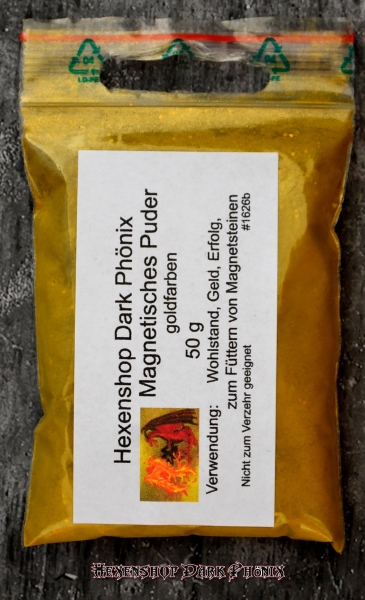 Hexenshop Dark Phönix
Magnetisches Puder
goldfarben
50 g
Verwendung: Wohlstand, Geld, Erfolg,
zum Füttern von Magnetsteinen
Nicht zum Verzehr geeignet #1626b
Hexenshop Dark Phönix